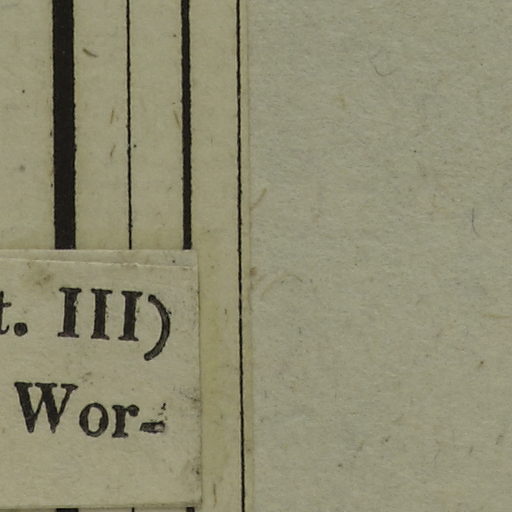 t. III)
Wor-